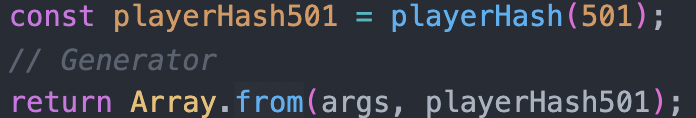 const playerHash501 = playerHash(501);
// Generator
return Array.from(args, playerHash501);